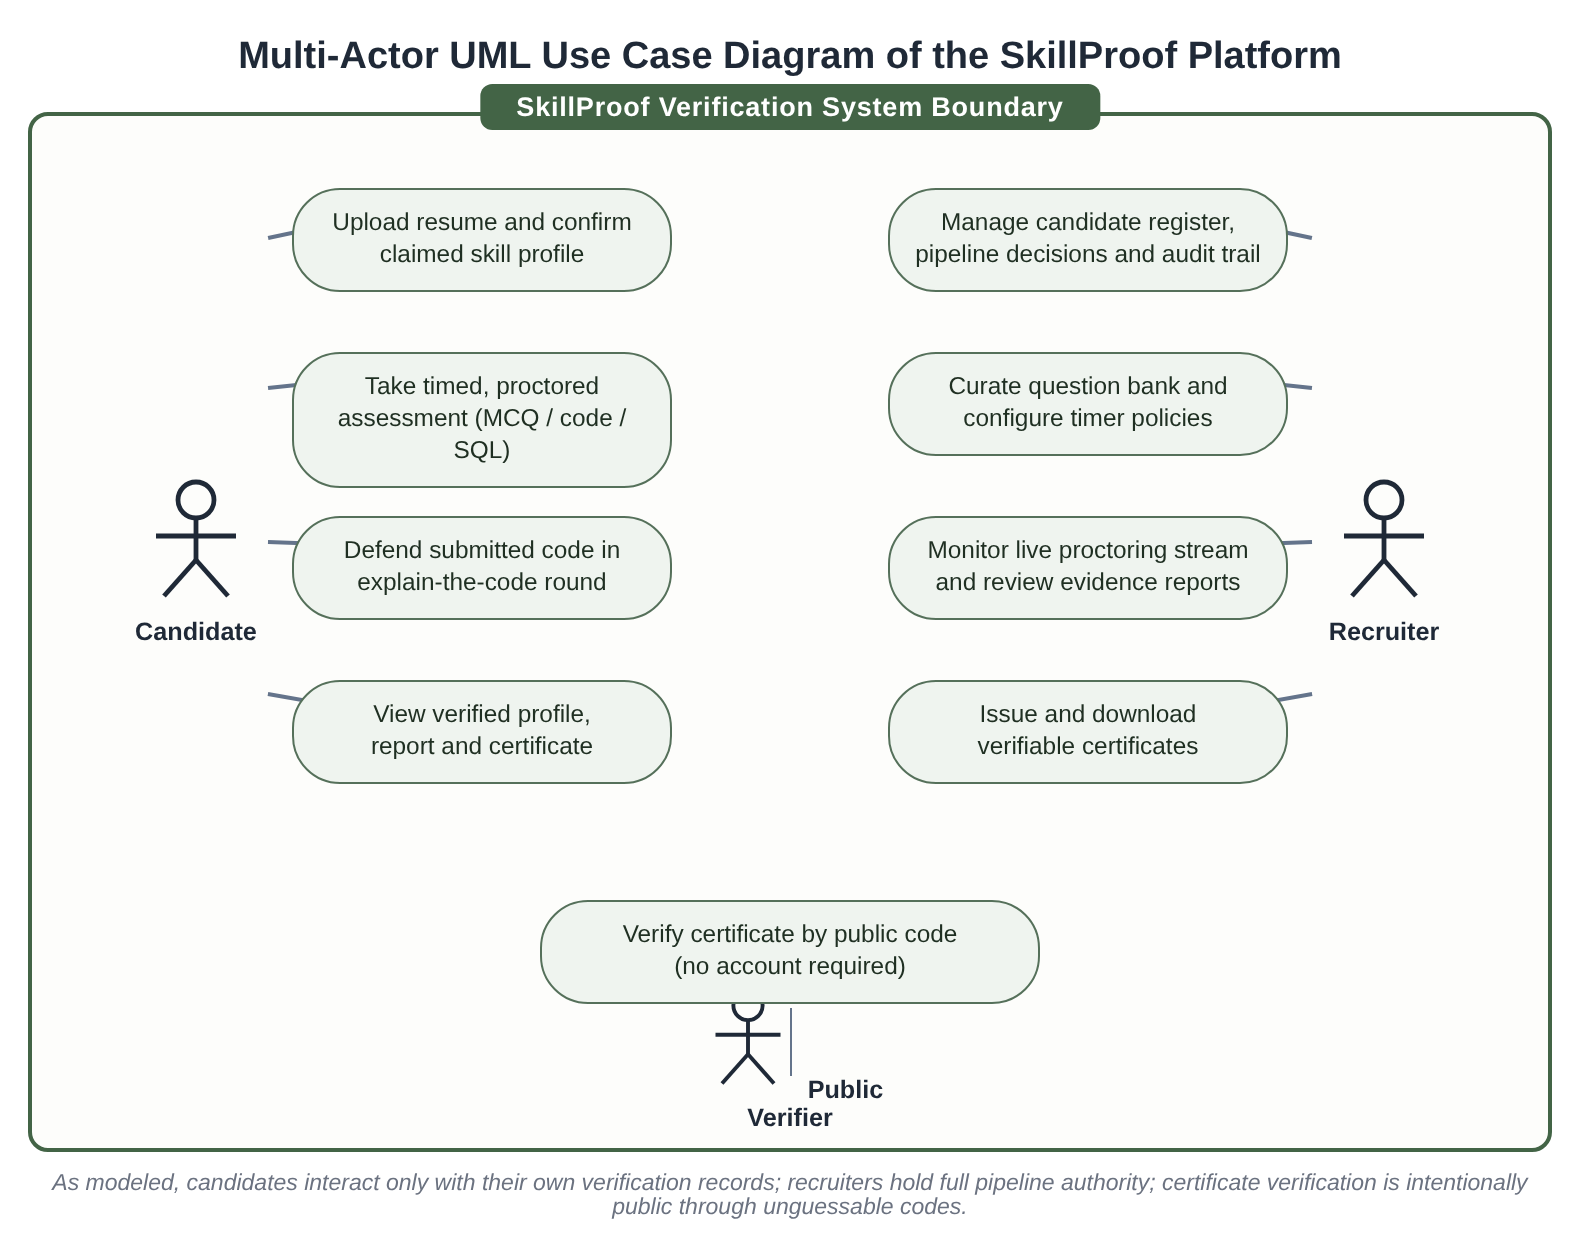 Multi-Actor UML Use Case Diagram of the SkillProof Platform
SkillProof Verification System Boundary
Upload resume and confirm
claimed skill profile
Manage candidate register,
pipeline decisions and audit trail
Take timed, proctored
assessment (MCQ / code /
SQL)
Curate question bank and
configure timer policies
Defend submitted code in
explain-the-code round
Monitor live proctoring stream
and review evidence reports
Candidate
Recruiter
View verified profile,
report and certificate
Issue and download
verifiable certificates
Verify certificate by public code
(no account required)
Public
Verifier
As modeled, candidates interact only with their own verification records; recruiters hold full pipeline authority; certificate verification is intentionally
public through unguessable codes.